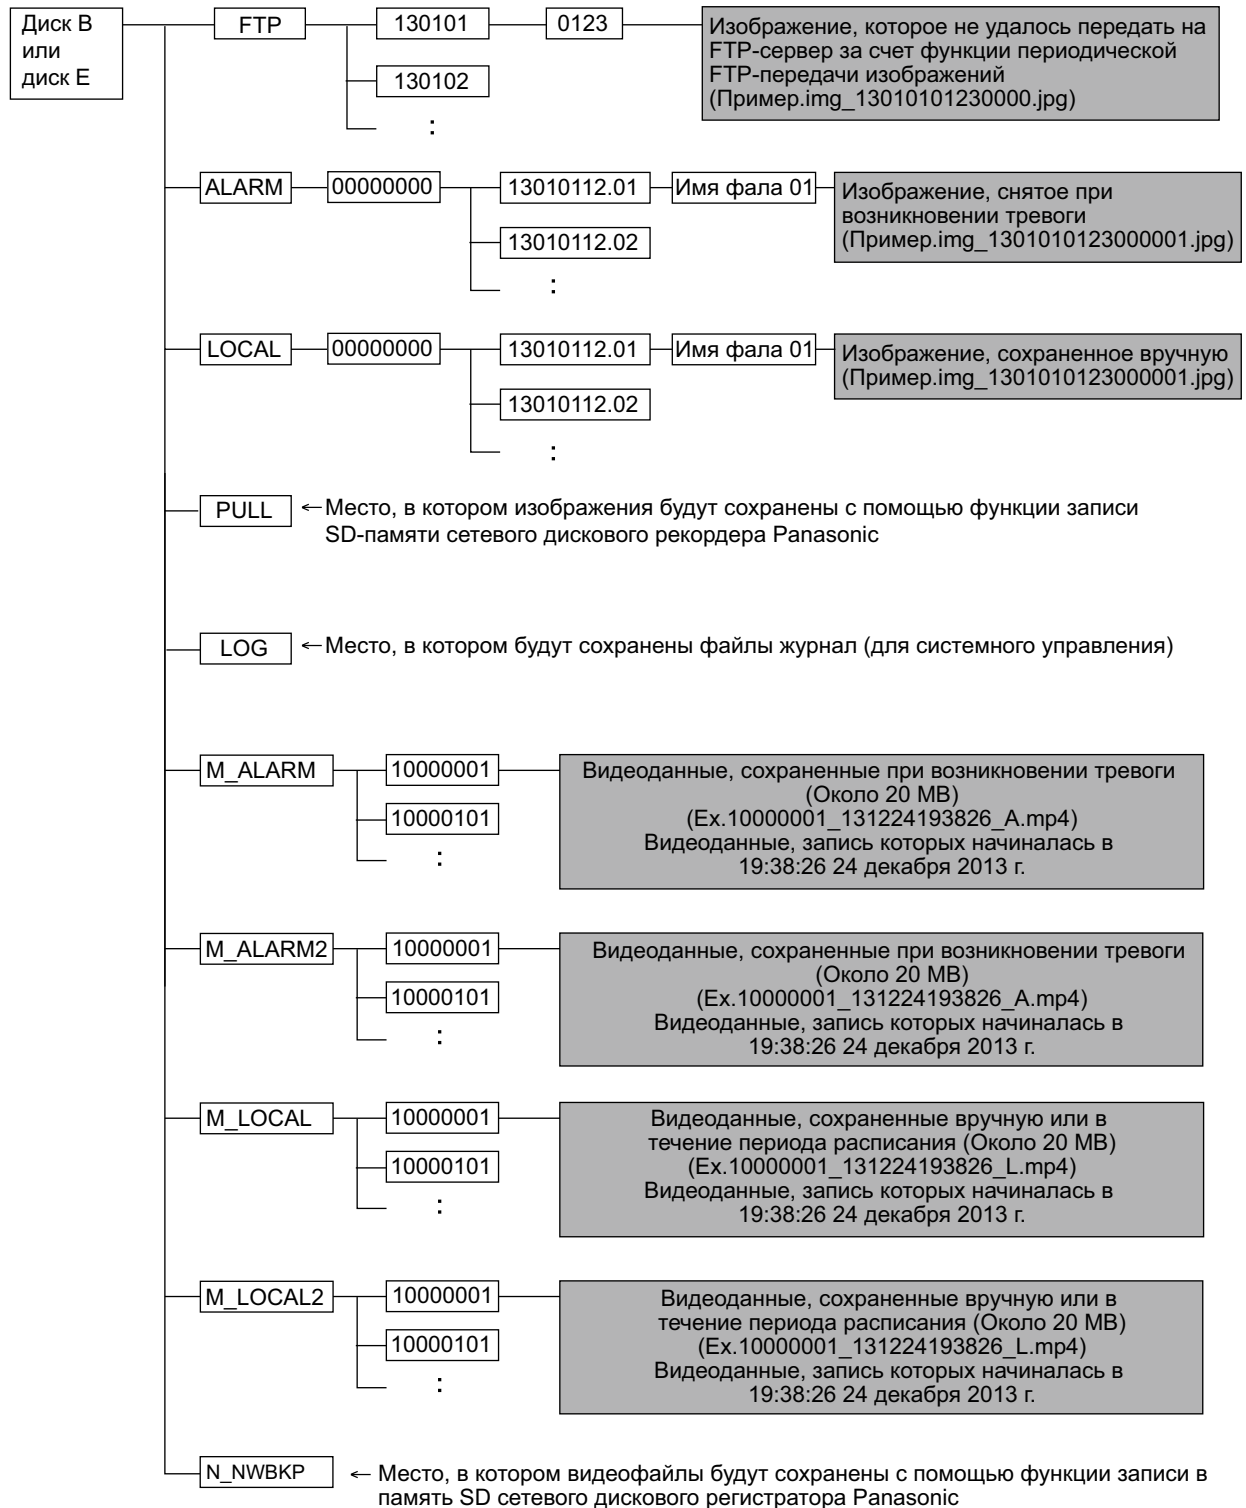 Диск B
или
диск E
FTP
130101
0123
Изображение, которое не удалось передать на
FTP-сервер за счет функции периодической
FTP-передачи изображений
(Пример.img_13010101230000.jpg)
130102
:
ALARM
00000000
13010112.01
Имя фала 01
Изображение, снятое при
возникновении тревоги
(Пример.img_1301010123000001.jpg)
13010112.02
:
LOCAL
00000000
13010112.01
Имя фала 01
Изображение, сохраненное вручную
(Пример.img_1301010123000001.jpg)
13010112.02
:
PULL
←Место, в котором изображения будут сохранены с помощью функции записи
SD-памяти сетевого дискового рекордера Panasonic
LOG
←Место, в котором будут сохранены файлы журнал (для системного управления)
M_ALARM
10000001
Видеоданные, сохраненные при возникновении тревоги
(Около 20 MB)
(Ex.10000001_131224193826_A.mp4)
Видеоданные, запись которых начиналась в
19:38:26 24 декабря 2013 г.
10000101
:
M_ALARM2
10000001
Видеоданные, сохраненные при возникновении тревоги
(Около 20 MB)
(Ex.10000001_131224193826_A.mp4)
Видеоданные, запись которых начиналась в
19:38:26 24 декабря 2013 г.
10000101
:
M_LOCAL
10000001
Видеоданные, сохраненные вручную или в
течение периода расписания (Около 20 MB)
(Ex.10000001_131224193826_L.mp4)
Видеоданные, запись которых начиналась в
19:38:26 24 декабря 2013 г.
10000101
:
M_LOCAL2
10000001
Видеоданные, сохраненные вручную или в
течение периода расписания (Около 20 MB)
(Ex.10000001_131224193826_L.mp4)
Видеоданные, запись которых начиналась в
19:38:26 24 декабря 2013 г.
10000101
:
N_NWBKP
← Место, в котором видеофайлы будут сохранены с помощью функции записи в
память SD сетевого дискового регистратора Panasonic